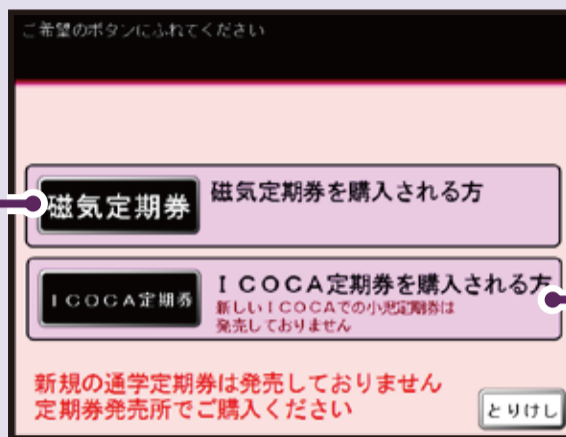 ご希望のボタンにふれてください
磁気定期券
磁気定期券を購入される方
ICOCA定期券
ICOCA定期券を購入される方
新しいICOCAでの小児定期券は
発売しておりません
新規の通学定期券は発売しておりません
定期券発売所でご購入ください
とりけし